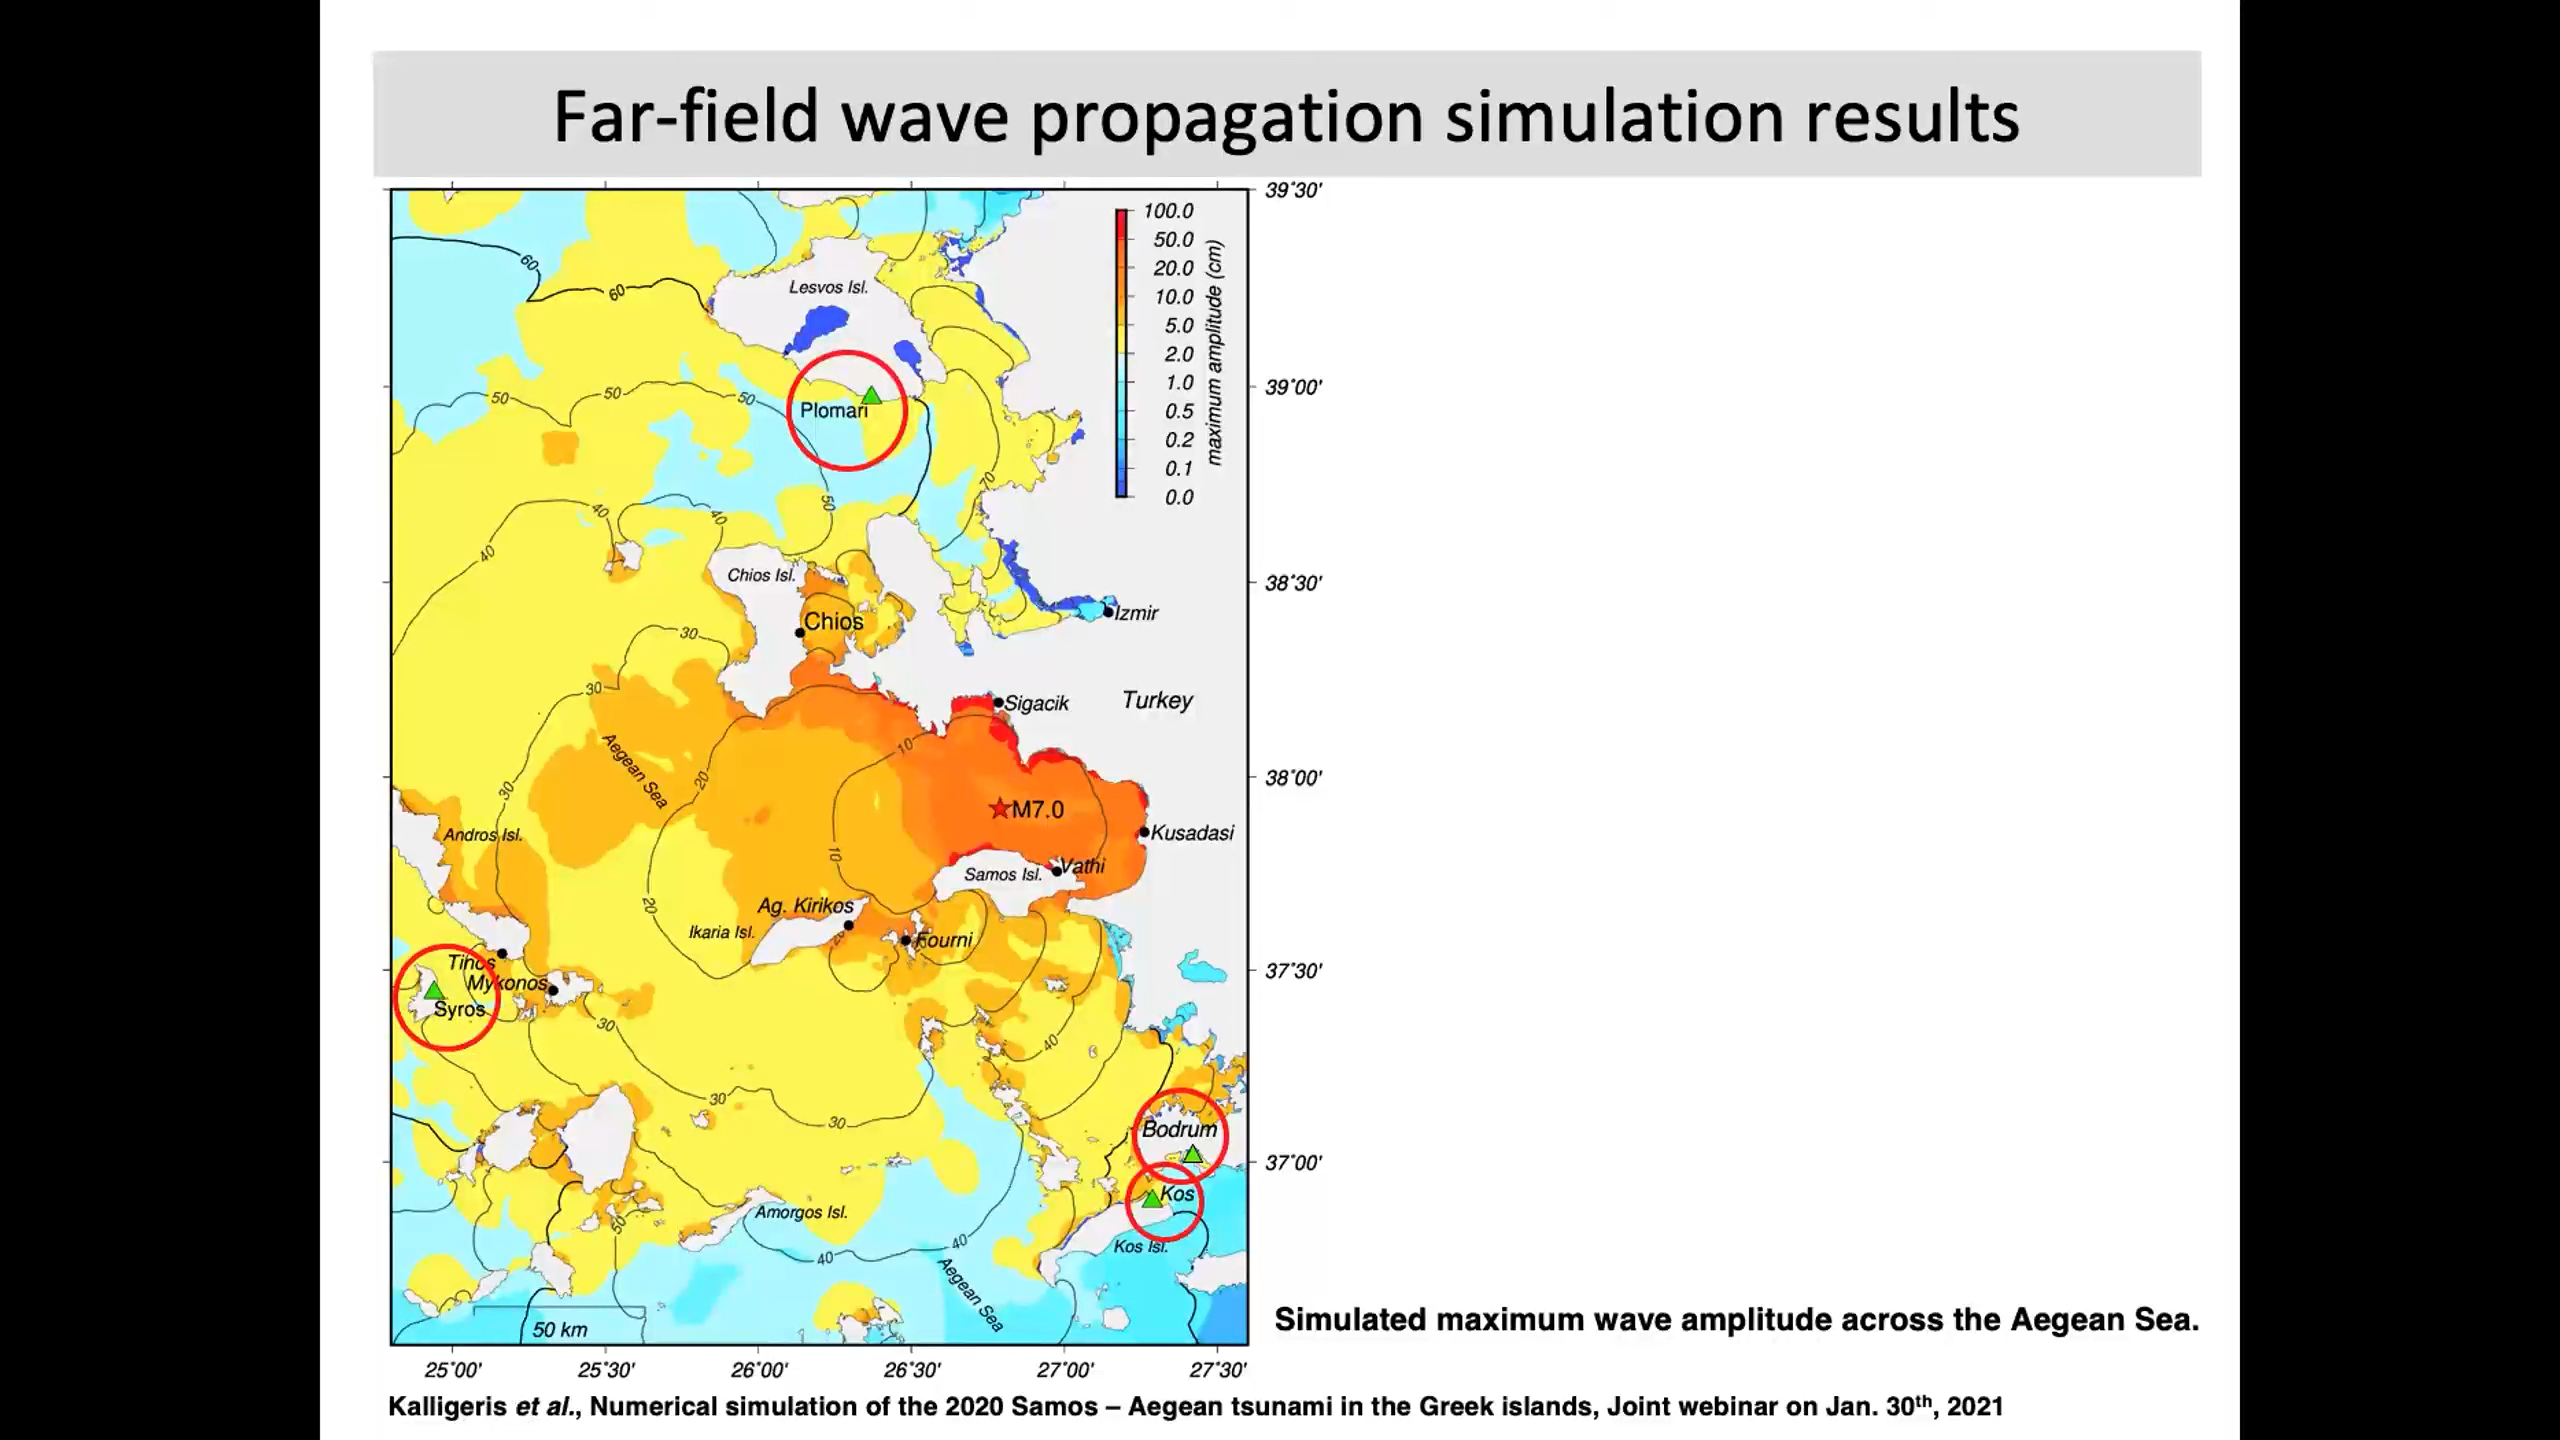 Far-field wave propagation simulation results
39°30'
100.0
50.0
20.0
10.0
5.0
2.0
1.0
0.5
0.2
0.1
0.0
maximum amplitude (cm)
60
60
Lesvos Isl.
39°00'
50
50
50
Plomari
70
50
40
40
40
38°30'
Chios Isl.
Chios
Izmir
30
30
Sigacik
Turkey
10
Aegean Sea
20
38°00'
30
M7.0
Andros Isl.
Kusadasi
10
Vathi
Samos Isl.
20
Ag. Kirikos
Ikaria Isl.
Fourni
Tinos
37°30'
Mykonos
Syros
30
40
30
30
Bodrum
37°00'
Kos
Amorgos Isl.
50
40
40
Kos Isl.
Aegean Sea
50 km
Simulated maximum wave amplitude across the Aegean Sea.
25°00' 25°30' 26°00' 26°30' 27°00' 27°30'
Kalligeris et al., Numerical simulation of the 2020 Samos – Aegean tsunami in the Greek islands, Joint webinar on Jan. 30th, 2021